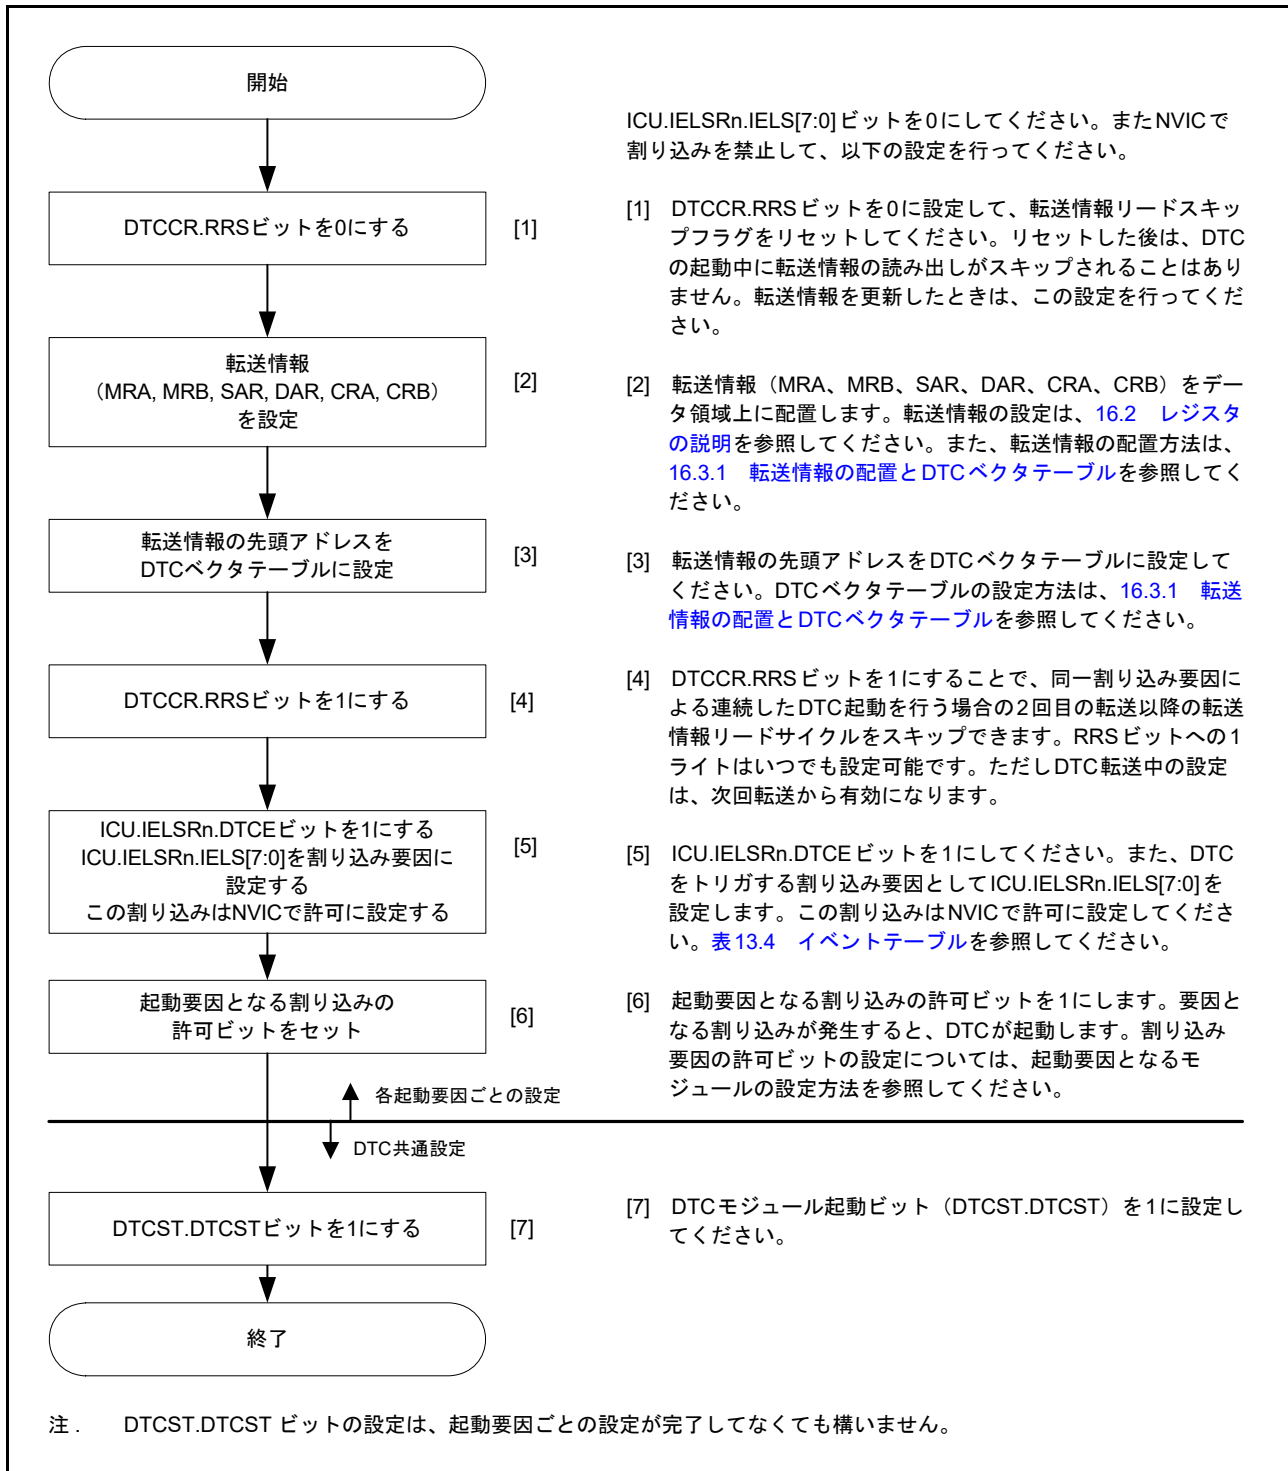 開始
ICU.IELSRn.IELS[7:0]ビットを0にしてください。またNVICで
割り込みを禁止して、以下の設定を行ってください。
DTCCR.RRSビットを0にする
[1]
[1] DTCCR.RRSビットを0に設定して、転送情報リードスキッ
プフラグをリセットしてください。リセットした後は、DTC
の起動中に転送情報の読み出しがスキップされることはあり
ません。転送情報を更新したときは、この設定を行ってくだ
さい。
転送情報
（MRA, MRB, SAR, DAR, CRA, CRB）
を設定
[2]
[2] 転送情報（MRA、MRB、SAR、DAR、CRA、CRB）をデー
タ領域上に配置します。転送情報の設定は、16.2 レジスタ
の説明を参照してください。また、転送情報の配置方法は、
16.3.1 転送情報の配置とDTCベクタテーブルを参照してく
ださい。
転送情報の先頭アドレスを
DTCベクタテーブルに設定
[3]
[3] 転送情報の先頭アドレスをDTCベクタテーブルに設定して
ください。DTCベクタテーブルの設定方法は、16.3.1 転送
情報の配置とDTCベクタテーブルを参照してください。
DTCCR.RRSビットを1にする
[4]
[4] DTCCR.RRSビットを1にすることで、同一割り込み要因に
よる連続したDTC起動を行う場合の2回目の転送以降の転送
情報リードサイクルをスキップできます。RRSビットへの1
ライトはいつでも設定可能です。ただしDTC転送中の設定
は、次回転送から有効になります。
ICU.IELSRn.DTCEビットを1にする
ICU.IELSRn.IELS[7:0]を割り込み要因に
設定する
この割り込みはNVICで許可に設定する
[5]
[5] ICU.IELSRn.DTCEビットを1にしてください。また、DTC
をトリガする割り込み要因としてICU.IELSRn.IELS[7:0]を
設定します。この割り込みはNVICで許可に設定してくださ
い。表13.4 イベントテーブルを参照してください。
起動要因となる割り込みの
許可ビットをセット
[6]
[6] 起動要因となる割り込みの許可ビットを1にします。要因と
なる割り込みが発生すると、DTCが起動します。割り込み
要因の許可ビットの設定については、起動要因となるモ
ジュールの設定方法を参照してください。
各起動要因ごとの設定
DTC共通設定
DTCST.DTCSTビットを1にする
[7]
[7] DTCモジュール起動ビット（DTCST.DTCST）を1に設定し
てください。
終了
注． DTCST.DTCST ビットの設定は、起動要因ごとの設定が完了してなくても構いません。